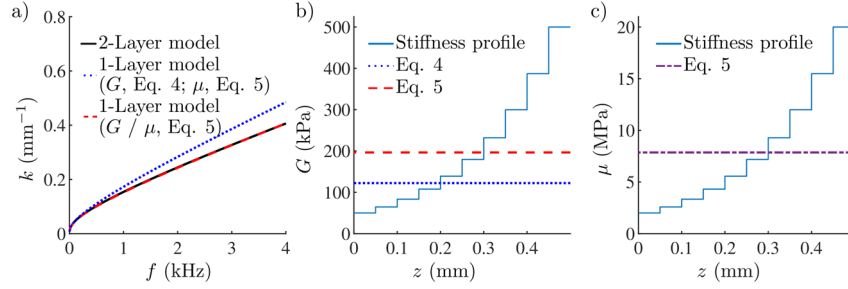 a)
0.8
0.6
0.4
0.2
0
k (mm⁻¹)
2-Layer model
1-Layer model
(G, Eq. 4; μ, Eq. 5)
1-Layer model
(G / μ, Eq. 5)
0 1 2 3 4
f (kHz)
b)
500
400
300
200
100
0
G (kPa)
Stiffness profile
Eq. 4
Eq. 5
0 0.1 0.2 0.3 0.4
z (mm)
c)
20
15
10
5
0
μ (MPa)
Stiffness profile
Eq. 5
0 0.1 0.2 0.3 0.4
z (mm)